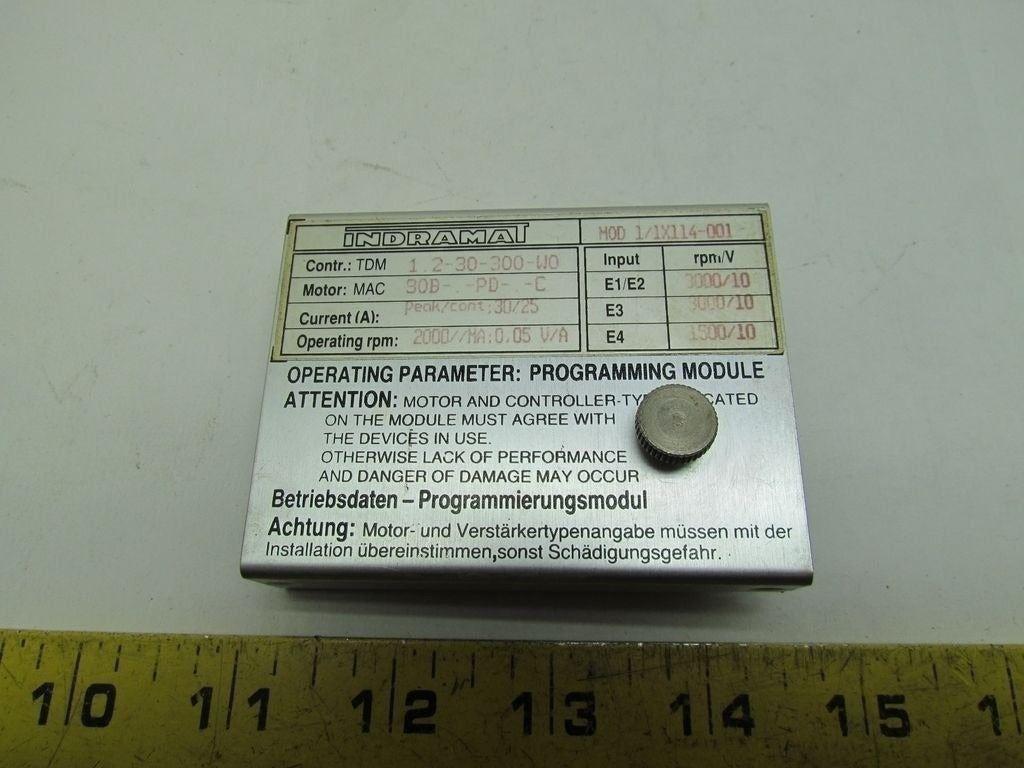 INDRAMAT MOD 1/1X114-001
Contr.: TDM 1.2-30-300-W0
Motor: MAC 90B-.-PD-.-C
Current (A): Peak/cont:30/25
Operating rpm: 2000//MA:0.05 V/A
Input rpm/V
E1/E2 3000/10
E3 3000/10
E4 1500/10
OPERATING PARAMETER: PROGRAMMING MODULE
ATTENTION: MOTOR AND CONTROLLER-
ON THE MODULE MUST AGREE WITH
THE DEVICES IN USE.
OTHERWISE LACK OF PERFORMANCE
AND DANGER OF DAMAGE MAY OCCUR
Betriebsdaten – Programmierungsmodul
Achtung: Motor- und Verstärkertypenangabe müssen mit der
Installation übereinstimmen,sonst Schädigungsgefahr.
10 11 12 13 14 15 1